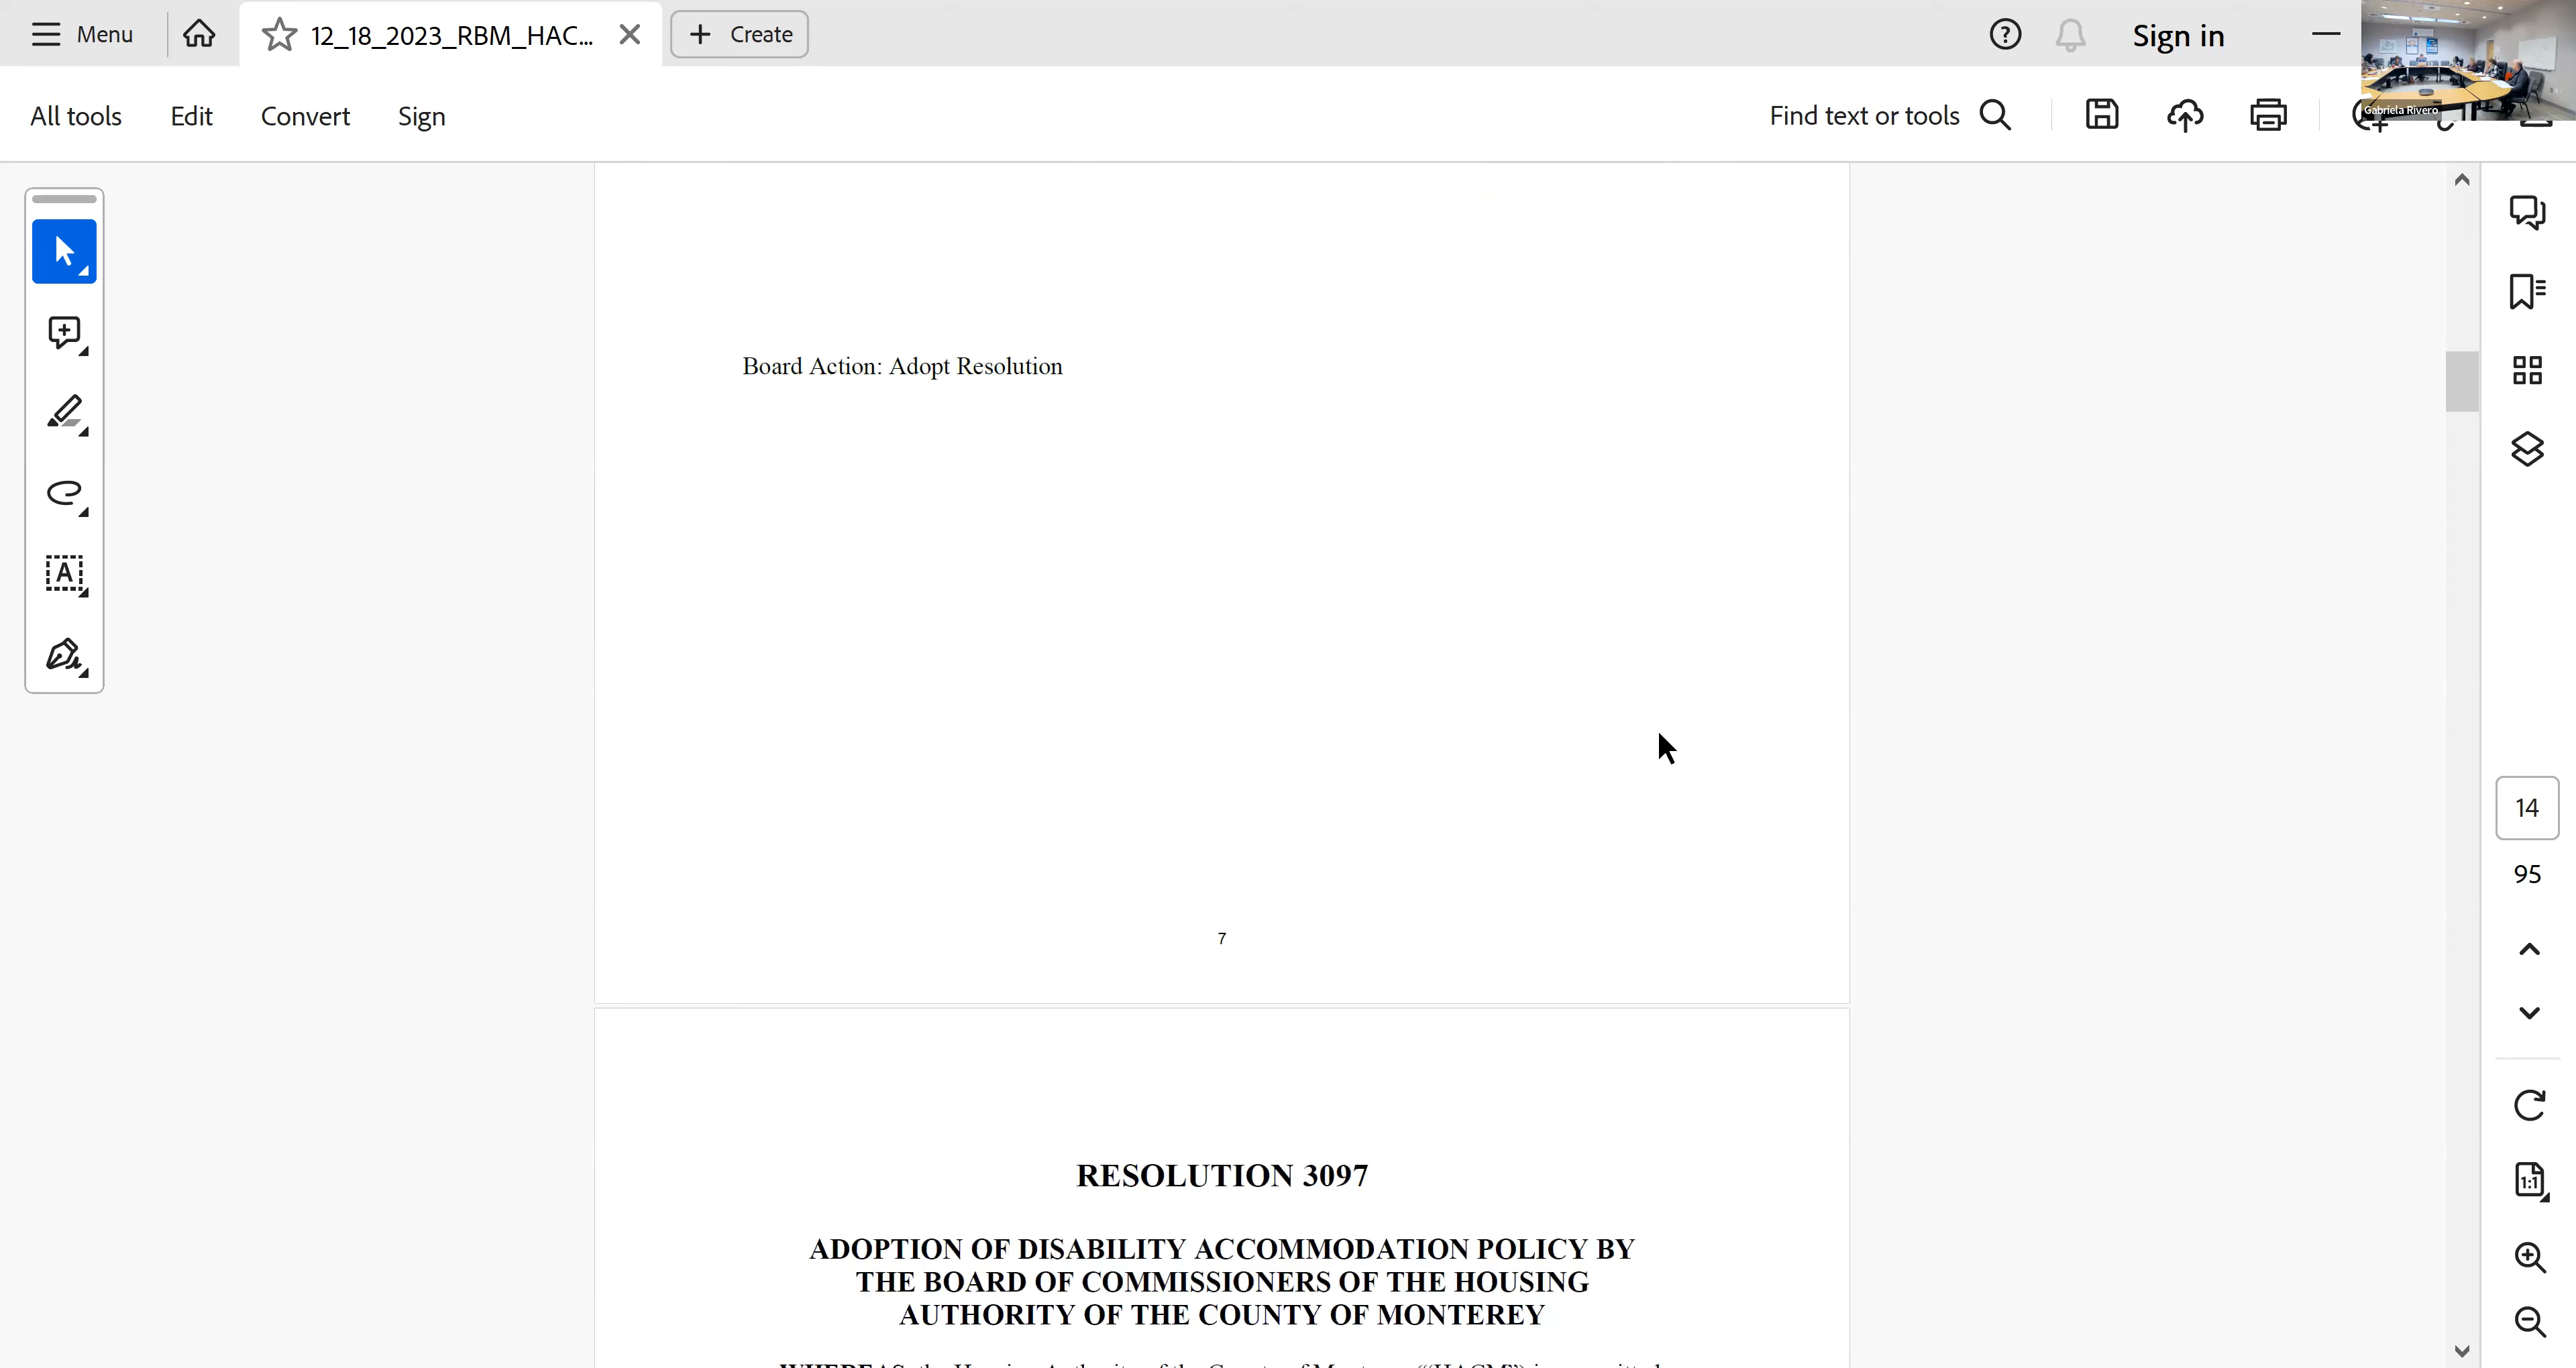 Menu
12_18_2023_RBM_HAC...
Create
Sign in
Gabriela Rivero
All tools
Edit
Convert
Sign
Find text or tools
Board Action: Adopt Resolution
7
RESOLUTION 3097
ADOPTION OF DISABILITY ACCOMMODATION POLICY BY
THE BOARD OF COMMISSIONERS OF THE HOUSING
AUTHORITY OF THE COUNTY OF MONTEREY
14
95
1:1